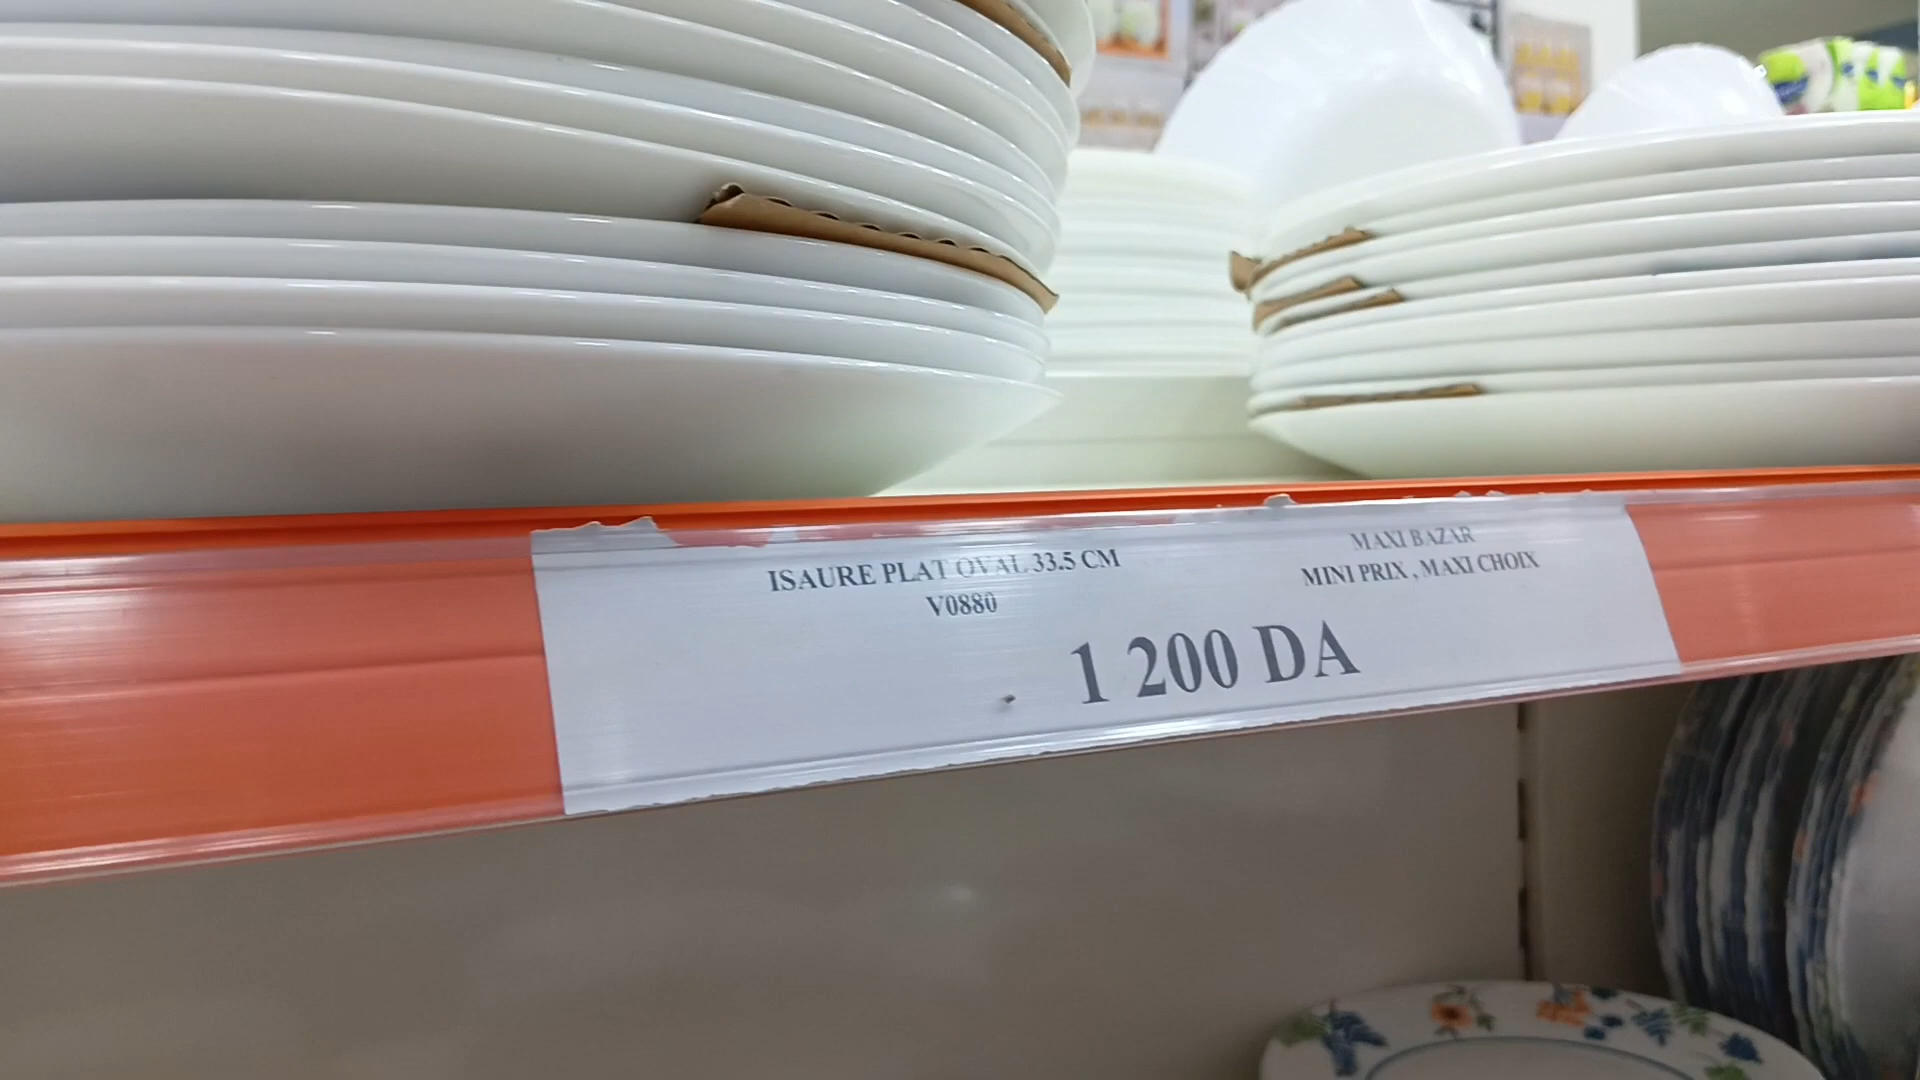 ISAURE PLAT OVAL 33.5 CM
V0880
MAXI BAZAR
MINI PRIX , MAXI CHOIX
1 200 DA